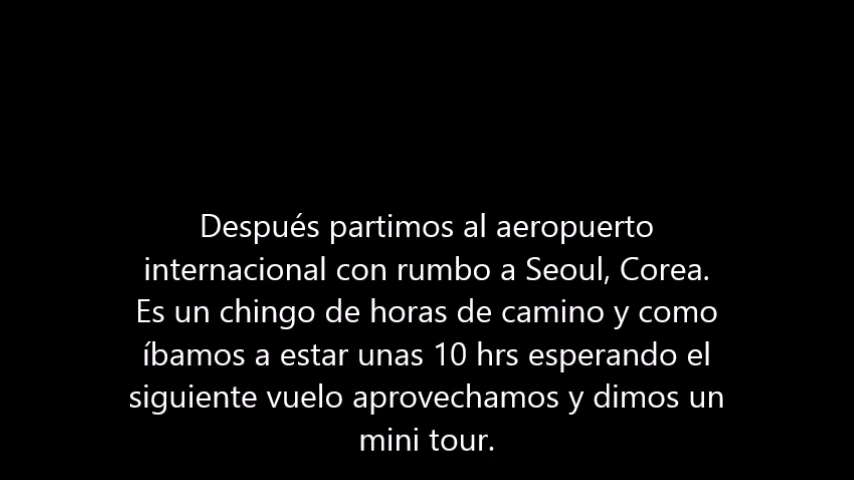 Después partimos al aeropuerto
internacional con rumbo a Seoul, Corea.
Es un chingo de horas de camino y como
íbamos a estar unas 10 hrs esperando el
siguiente vuelo aprovechamos y dimos un
mini tour.